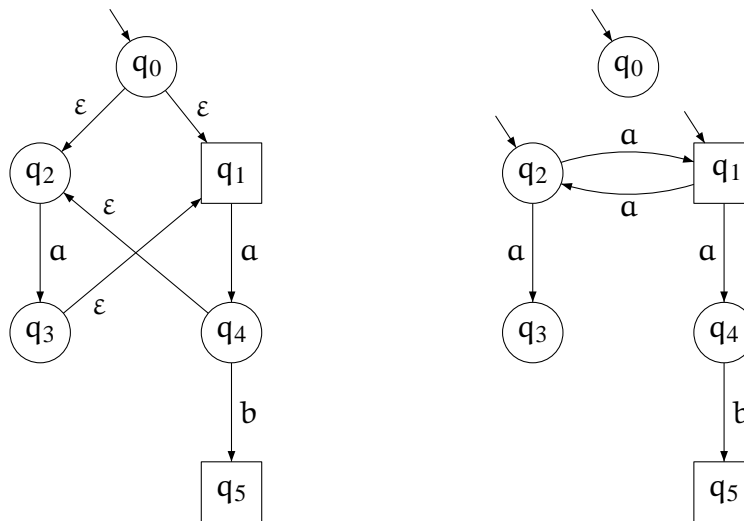 q0 q0
ε ε
a
q2 q1 q2 q1
ε a
a a a a
q3 ε q4 q3 q4
b b
q5 q5